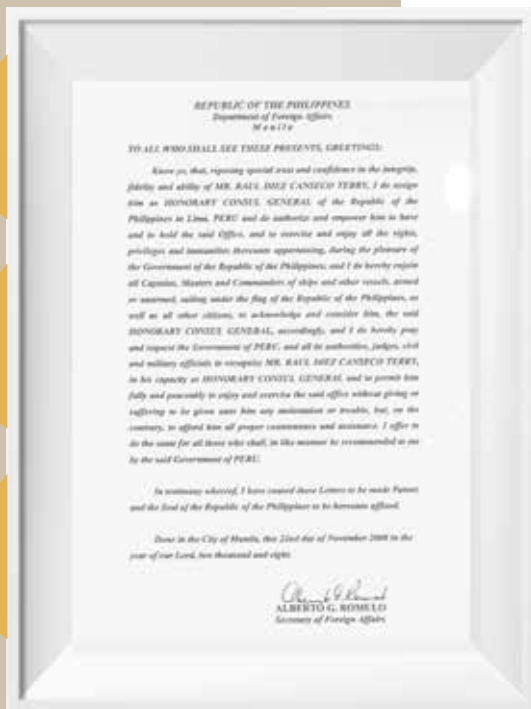 REPUBLIC OF THE PHILIPPINES
Department of Foreign Affairs
Manila
TO ALL WHO SHALL SEE THESE PRESENTS, GREETINGS:
Know ye, that, reposing special trust and confidence in the integrity,
fidelity and ability of MR. RAUL DIEZ CANSECO TERRY, I do assign
him as HONORARY CONSUL GENERAL of the Republic of the
Philippines in Lima, PERU and do authorize and empower him to have
and to hold the said Office, and to exercise and enjoy all the rights,
privileges and immunities thereunto appertaining, during the pleasure of
the Government of the Republic of the Philippines; and I do hereby enjoin
all Captains, Masters and Commanders of ships and other vessels, armed
or unarmed, sailing under the flag of the Republic of the Philippines, as
well as all other citizens, to acknowledge and consider him, the said
HONORARY CONSUL GENERAL, accordingly, and I do hereby pray
and request the Government of PERU, and all its authorities, judges, civil
and military officials to recognize MR. RAUL DIEZ CANSECO TERRY,
in his capacity as HONORARY CONSUL GENERAL and to permit him
fully and peaceably to enjoy and exercise the said office without giving or
suffering to be given unto him any molestation or trouble, but, on the
contrary, to afford him all proper countenance and assistance. I offer to
do the same for all those who shall, in like manner be recommended to me
by the said Government of PERU.
In testimony whereof, I have caused these Letters to be made Patent
and the Seal of the Republic of the Philippines to be hereunto affixed.
Done in the City of Manila, this 22nd day of November 2008 in the
year of our Lord, two thousand and eight.
ALBERTO G. ROMULO
Secretary of Foreign Affairs